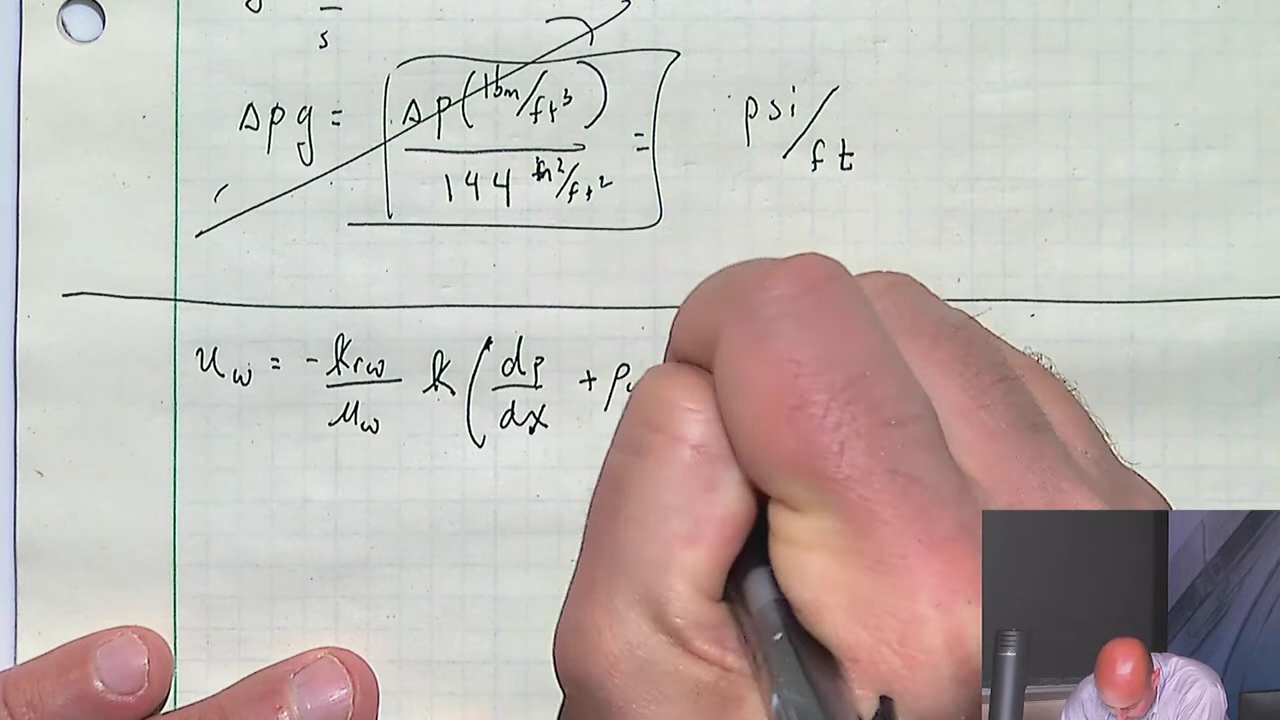 s
Δρg = Δρ(lbm/ft³) / 144 in²/ft² = psi/ft
u_w = - k_rw / μ_w k ( dp/dx + ρ